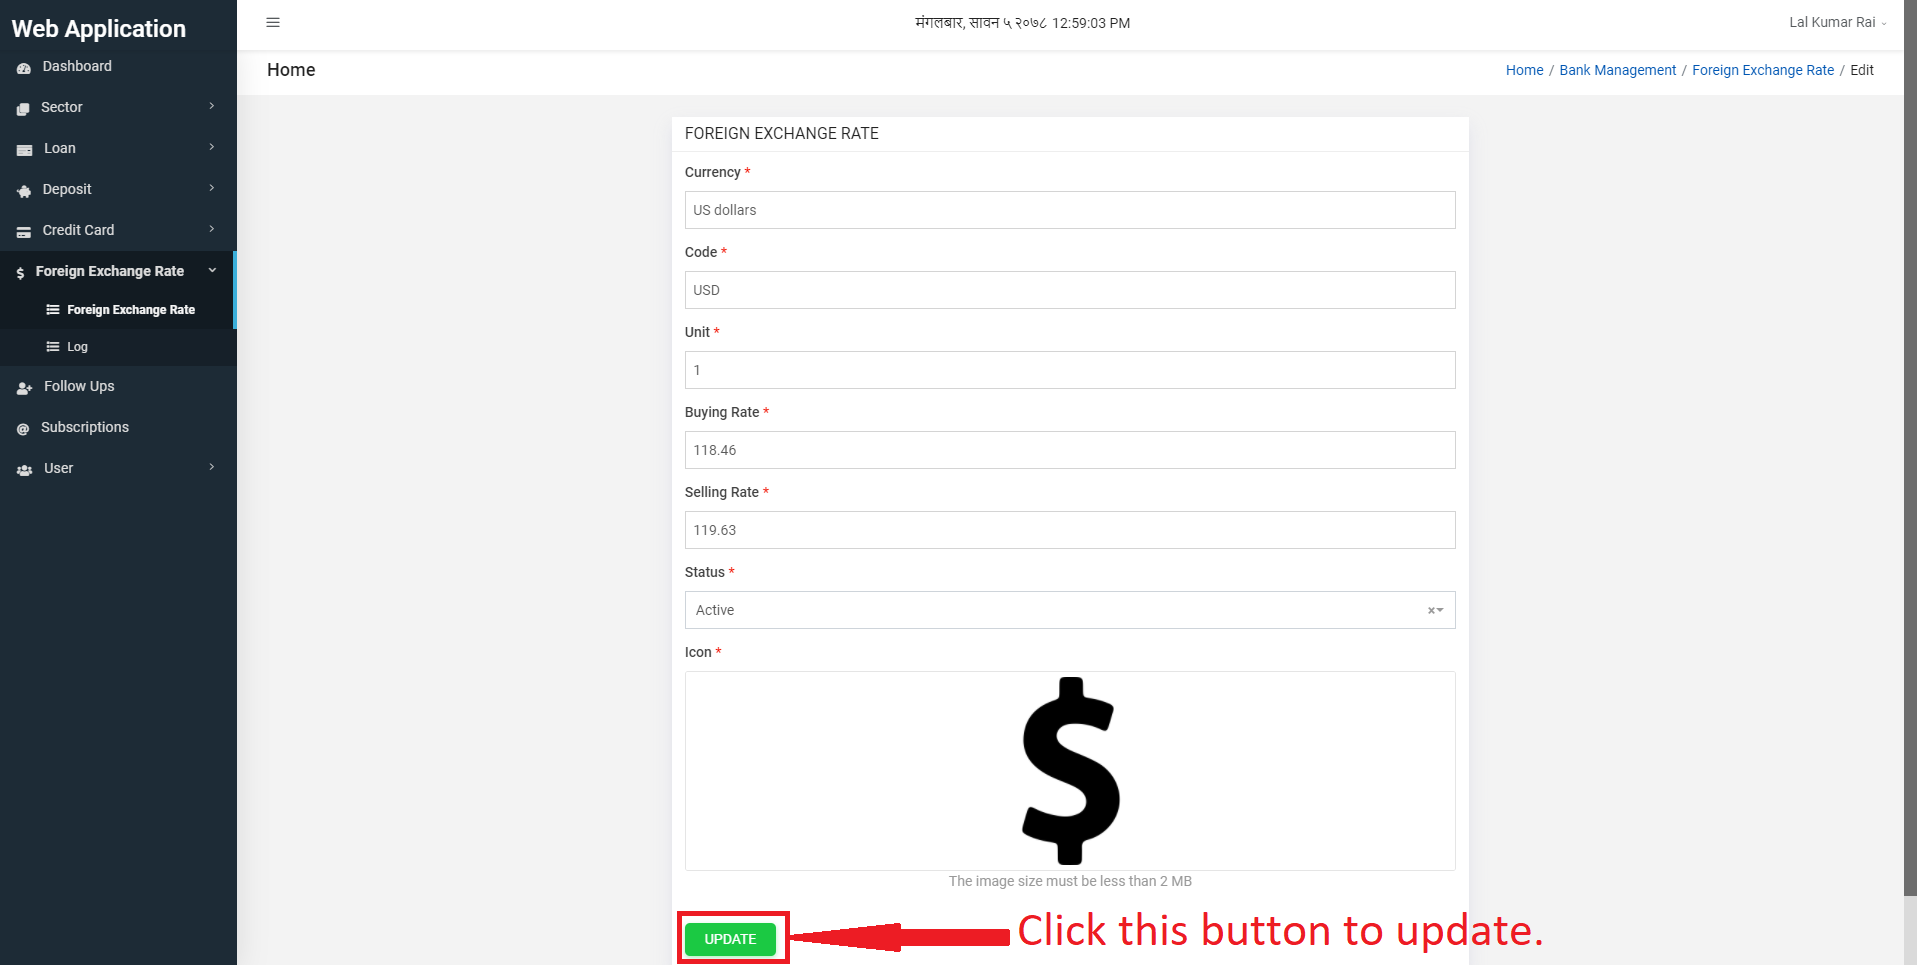 Web Application
मंगलबार, सावन ५ २०७८ 12:59:03 PM
Lal Kumar Rai
Home
Home / Bank Management / Foreign Exchange Rate / Edit
Dashboard
Sector
Loan
Deposit
Credit Card
Foreign Exchange Rate
Foreign Exchange Rate
Log
Follow Ups
Subscriptions
User
FOREIGN EXCHANGE RATE
Currency *
US dollars
Code *
USD
Unit *
1
Buying Rate *
118.46
Selling Rate *
119.63
Status *
Active
Icon *
$
The image size must be less than 2 MB
UPDATE
Click this button to update.